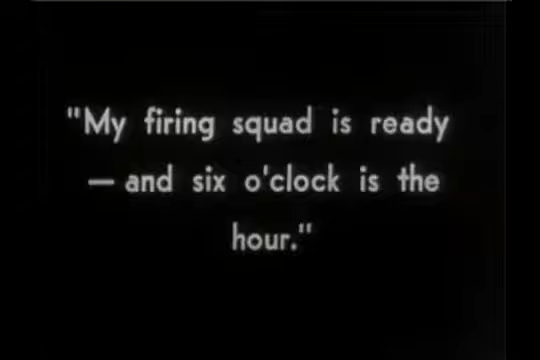 "My firing squad is ready
— and six o'clock is the
hour."